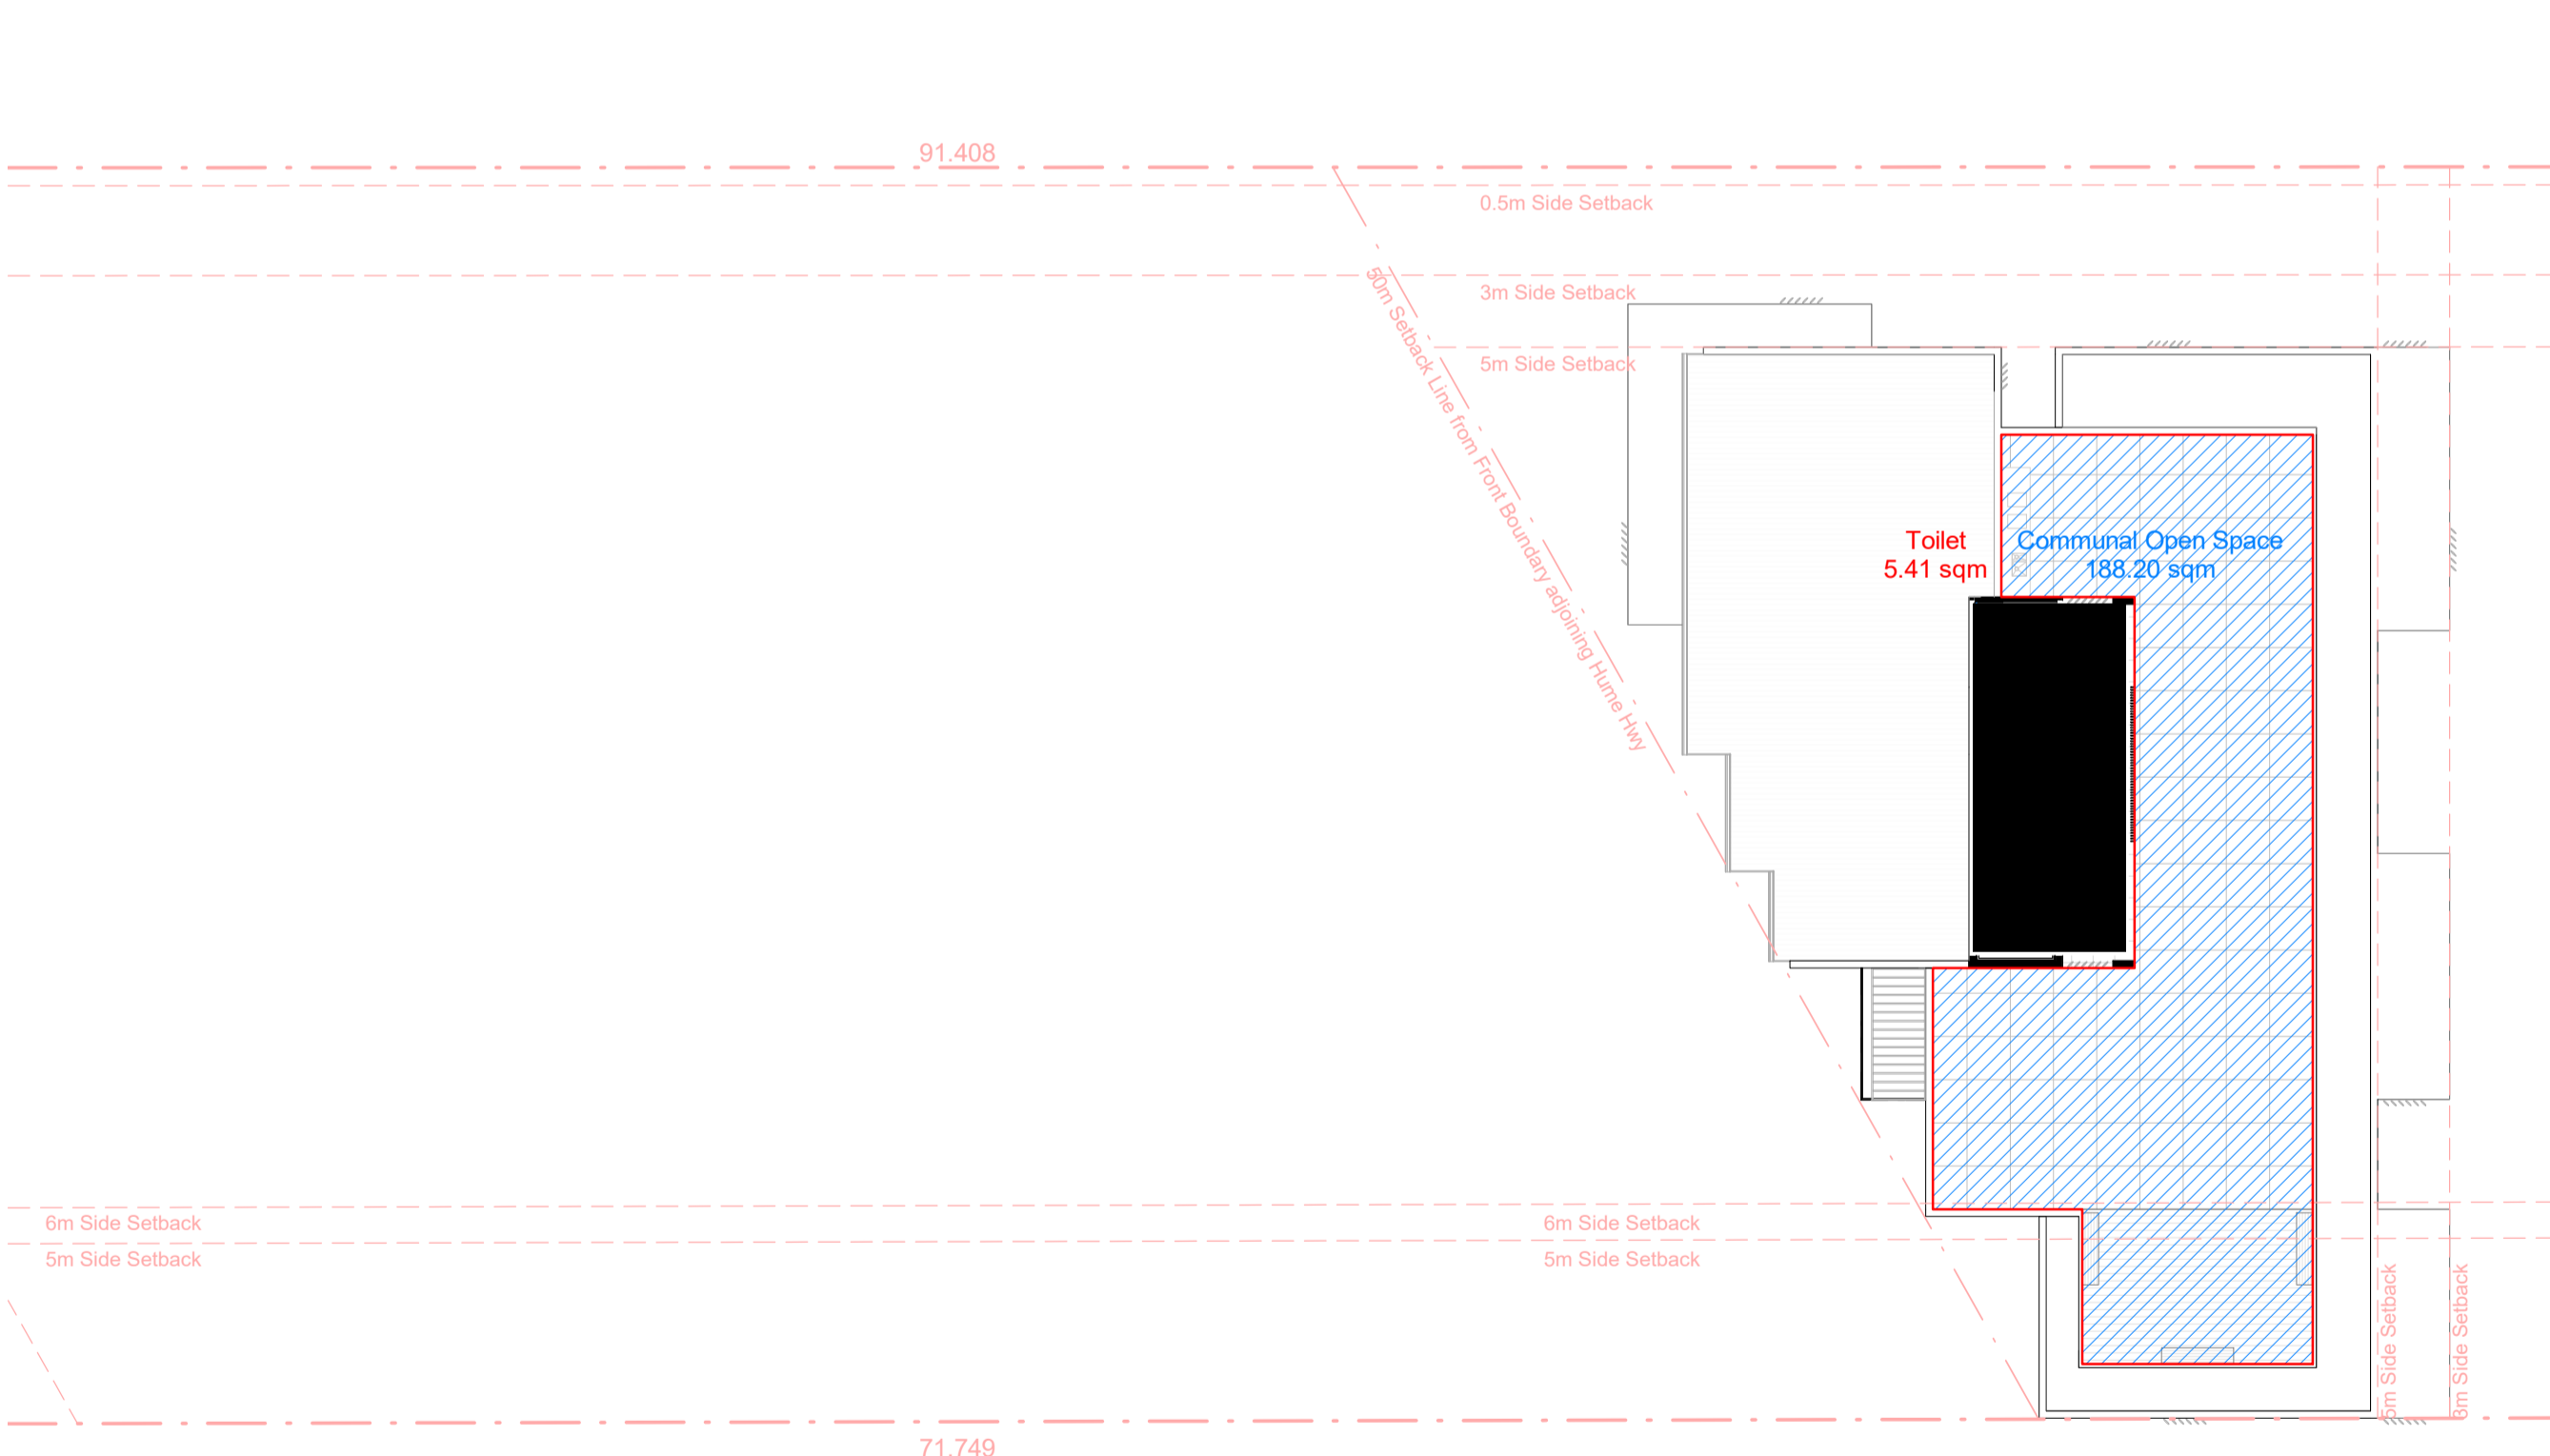 91.408
0.5m Side Setback
3m Side Setback
50m Setback Line from Front Boundary adjoining Hume Hwy
5m Side Setback
Toilet
5.41 sqm
Communal Open Space
188.20 sqm
6m Side Setback
6m Side Setback
5m Side Setback
5m Side Setback
5m Side Setback
3m Side Setback
71.749